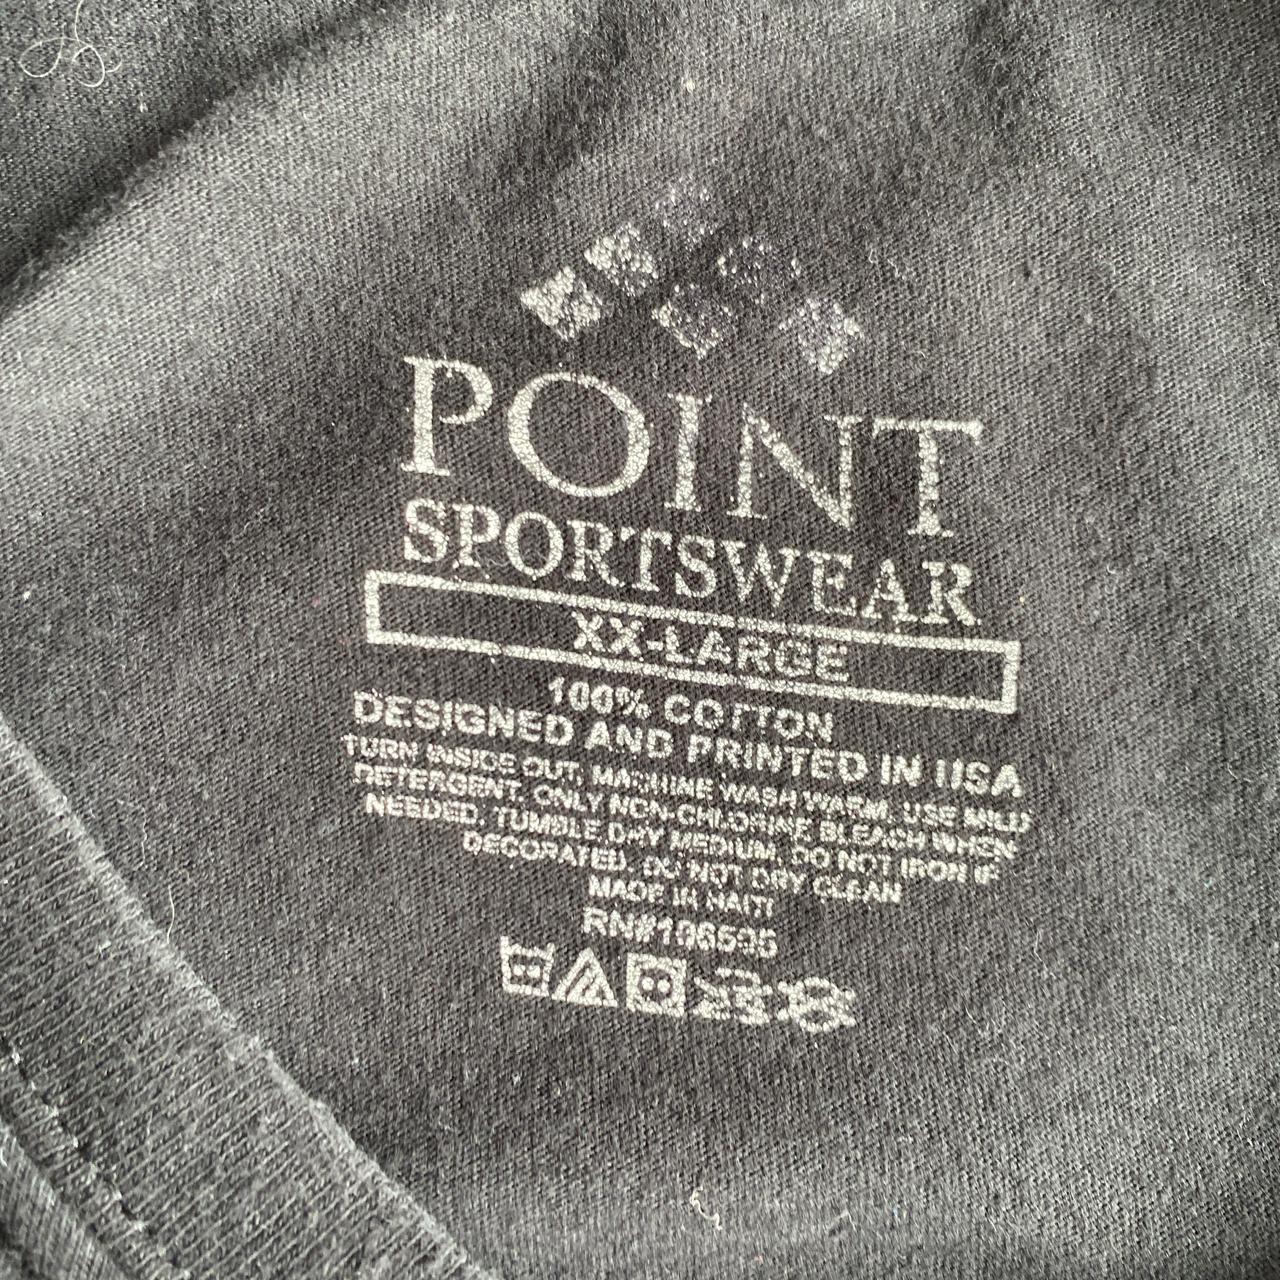 POINT
SPORTSWEAR
XX-LARGE
100% COTTON
DESIGNED AND PRINTED IN USA
TURN INSIDE OUT, MACHINE WASH WARM, USE MILD
DETERGENT, ONLY NON-CHLORINE BLEACH WHEN
NEEDED, TUMBLE DRY MEDIUM, DO NOT IRON IF
DECORATED, DO NOT DRY CLEAN
MADE IN HAITI
RN#106535